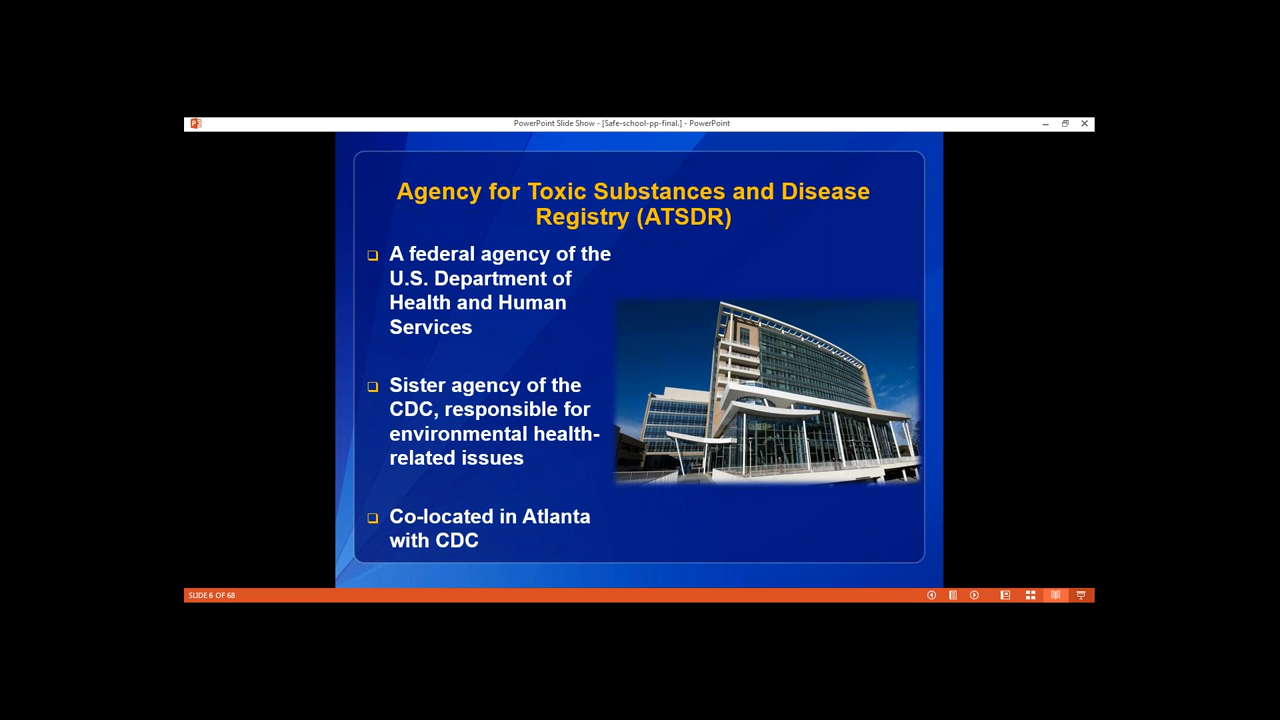 PowerPoint Slide Show - [Safe-school-pp-final.] - PowerPoint
Agency for Toxic Substances and Disease
Registry (ATSDR)
A federal agency of the
U.S. Department of
Health and Human
Services
Sister agency of the
CDC, responsible for
environmental health-
related issues
Co-located in Atlanta
with CDC
SLIDE 6 OF 68